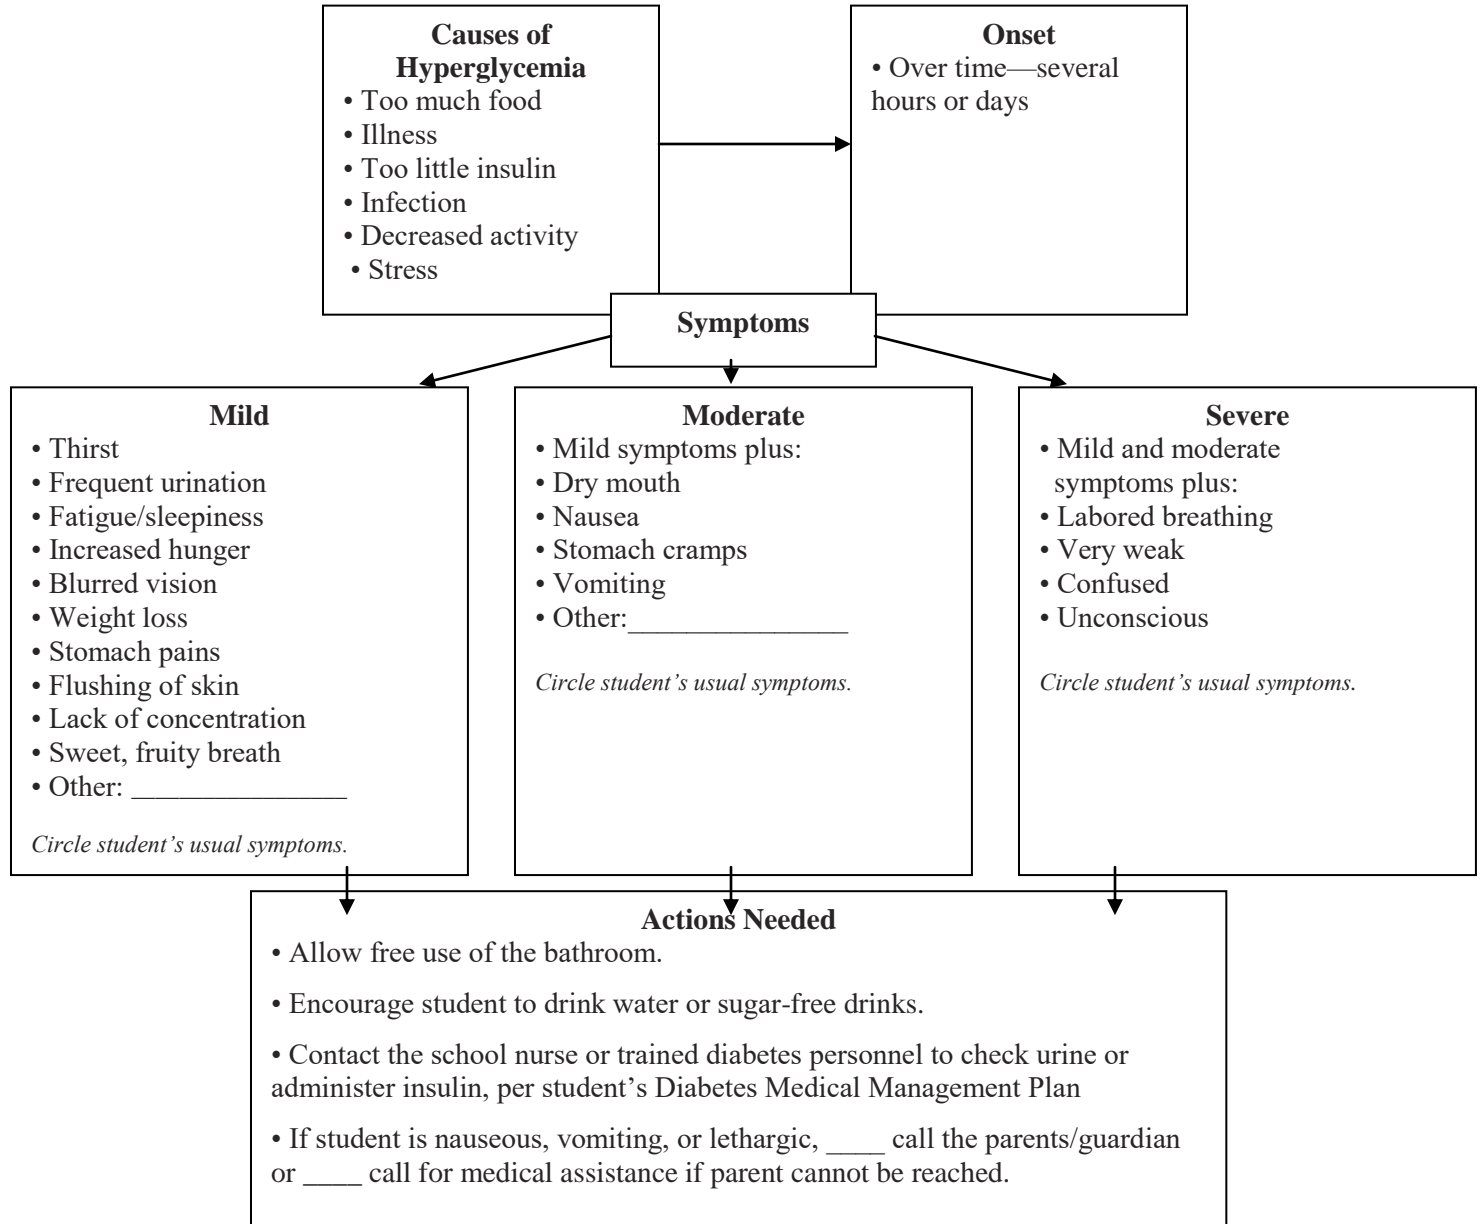 Causes of
Hyperglycemia
• Too much food
• Illness
• Too little insulin
• Infection
• Decreased activity
• Stress
Onset
• Over time—several
hours or days
Symptoms
Mild
• Thirst
• Frequent urination
• Fatigue/sleepiness
• Increased hunger
• Blurred vision
• Weight loss
• Stomach pains
• Flushing of skin
• Lack of concentration
• Sweet, fruity breath
• Other: __________________
Circle student’s usual symptoms.
Moderate
• Mild symptoms plus:
• Dry mouth
• Nausea
• Stomach cramps
• Vomiting
• Other:_______________
Circle student’s usual symptoms.
Severe
• Mild and moderate
symptoms plus:
• Labored breathing
• Very weak
• Confused
• Unconscious
Circle student’s usual symptoms.
Actions Needed
• Allow free use of the bathroom.
• Encourage student to drink water or sugar-free drinks.
• Contact the school nurse or trained diabetes personnel to check urine or
administer insulin, per student’s Diabetes Medical Management Plan
• If student is nauseous, vomiting, or lethargic, ____ call the parents/guardian
or ____ call for medical assistance if parent cannot be reached.